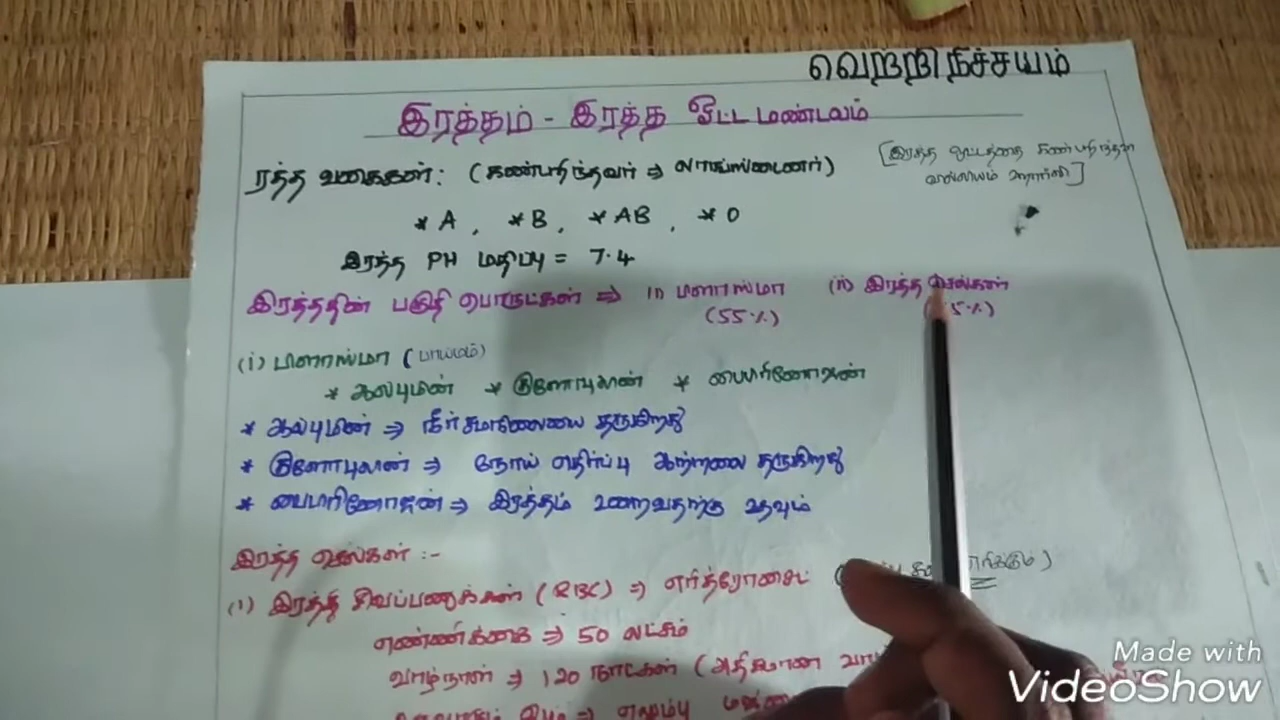 வெற்றி நிச்சயம்
இரத்தம் - இரத்த ஓட்ட மண்டலம்
ரத்த வகைகள்: (கண்டறிந்தவர் ⇒ லாண்ட்ஸ்டைனர்)
[இரத்த ஓட்டத்தை கண்டறிந்தவர்
வில்லியம் ஹார்வி]
* A, * B, * AB, * O
இரத்த PH மதிப்பு = 7.4
இரத்ததின் பகுதி பொருட்கள் ⇒ (i) பிளாஸ்மா (ii) இரத்த செல்கள்
(55%) 5%)
(i) பிளாஸ்மா (பாய்மம்)
* ஆல்புமின் * குளோபுலின் * பைபிரினோஜன்
* ஆல்புமின் ⇒ நீர்சமநிலையை தருகிறது
* குளோபுலின் ⇒ நோய் எதிர்ப்பு ஆற்றலை தருகிறது
* பைபிரினோஜன் ⇒ இரத்தம் உறைவதற்கு உதவும்
இரத்த செல்கள் :-
(i) இரத்த சிவப்பணுக்கள் (RBC) ⇒ எரித்ரோசைட்
எண்ணிக்கை ⇒ 50 லட்சம்
வாழ்நாள் ⇒ 120 நாட்கள் (அதிகமான
Made with
VideoShow